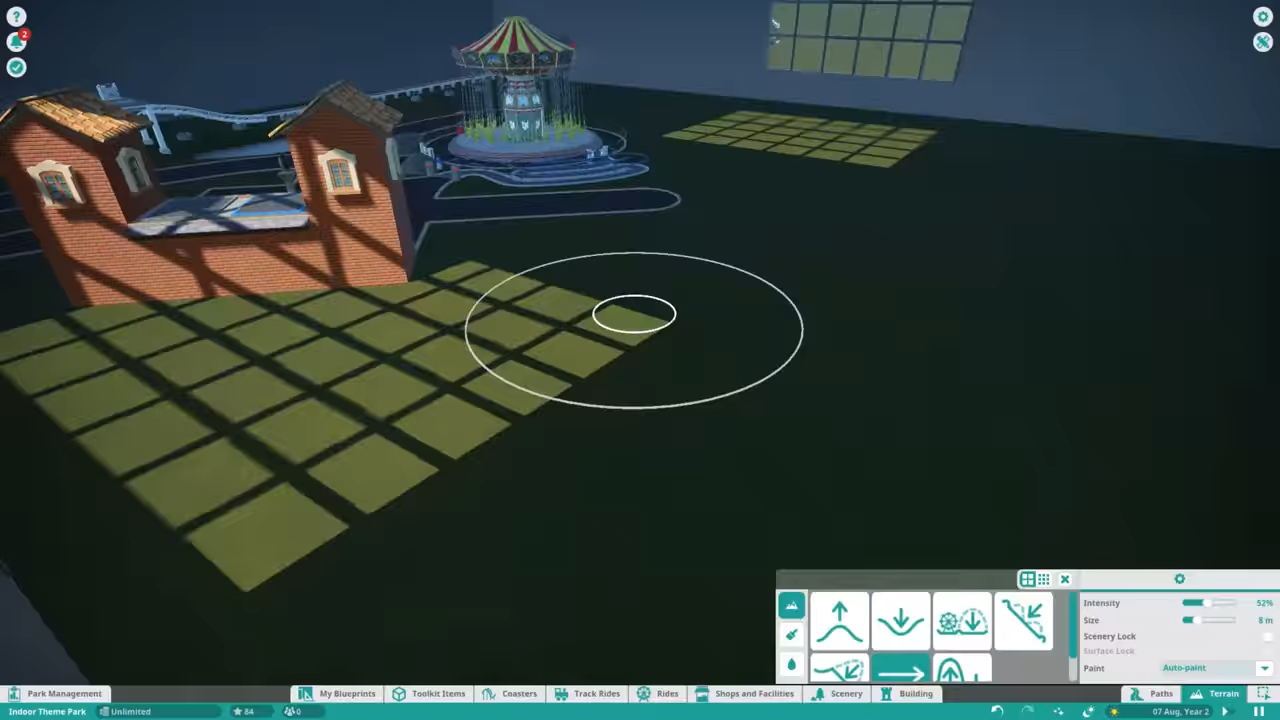 ?
2
Intensity 52%
Size 8 m
Scenery Lock
Surface Lock
Paint Auto-paint
Park Management My Blueprints Toolkit Items Coasters Track Rides Rides Shops and Facilities Scenery Building Paths Terrain
Indoor Theme Park Unlimited 84 0 07 Aug, Year 2